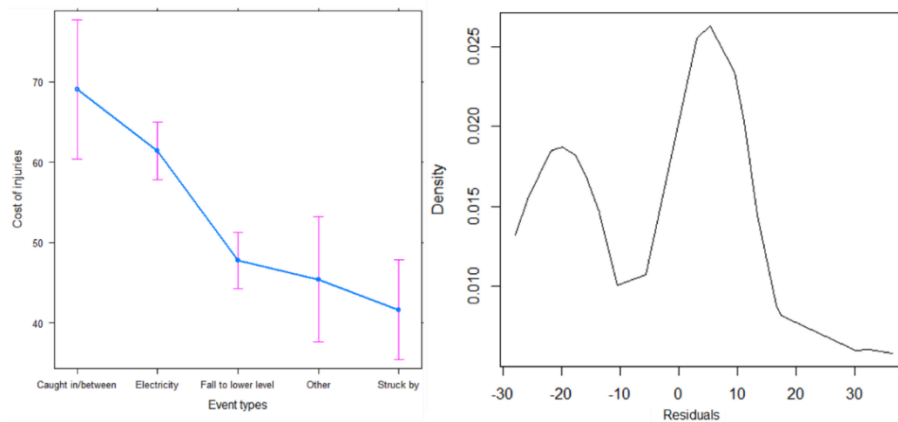 Cost of injuries
70
60
50
40
Caught in/between Electricity Fall to lower level Other Struck by
Event types
Density
0.025
0.020
0.015
0.010
-30 -20 -10 0 10 20 30
Residuals